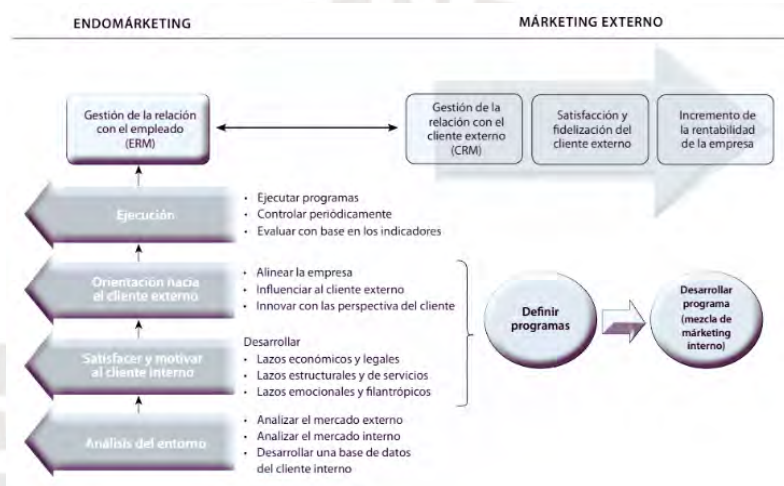 ENDOMÁRKETING
MÁRKETING EXTERNO
Gestión de la relación
con el empleado
(ERM)
Gestión de la
relación con el
cliente externo
(CRM)
Satisfacción y
fidelización del
cliente externo
Incremento de
la rentabilidad
de la empresa
Ejecución
• Ejecutar programas
• Controlar periódicamente
• Evaluar con base en los indicadores
Orientación hacia
el cliente externo
• Alinear la empresa
• Influenciar al cliente externo
• Innovar con las perspectiva del cliente
Definir
programas
Desarrollar
programa
(mezcla de
márketing
interno)
Satisfacer y motivar
al cliente interno
Desarrollar
• Lazos económicos y legales
• Lazos estructurales y de servicios
• Lazos emocionales y filantrópicos
Análisis del entorno
• Analizar el mercado externo
• Analizar el mercado interno
• Desarrollar una base de datos
del cliente interno